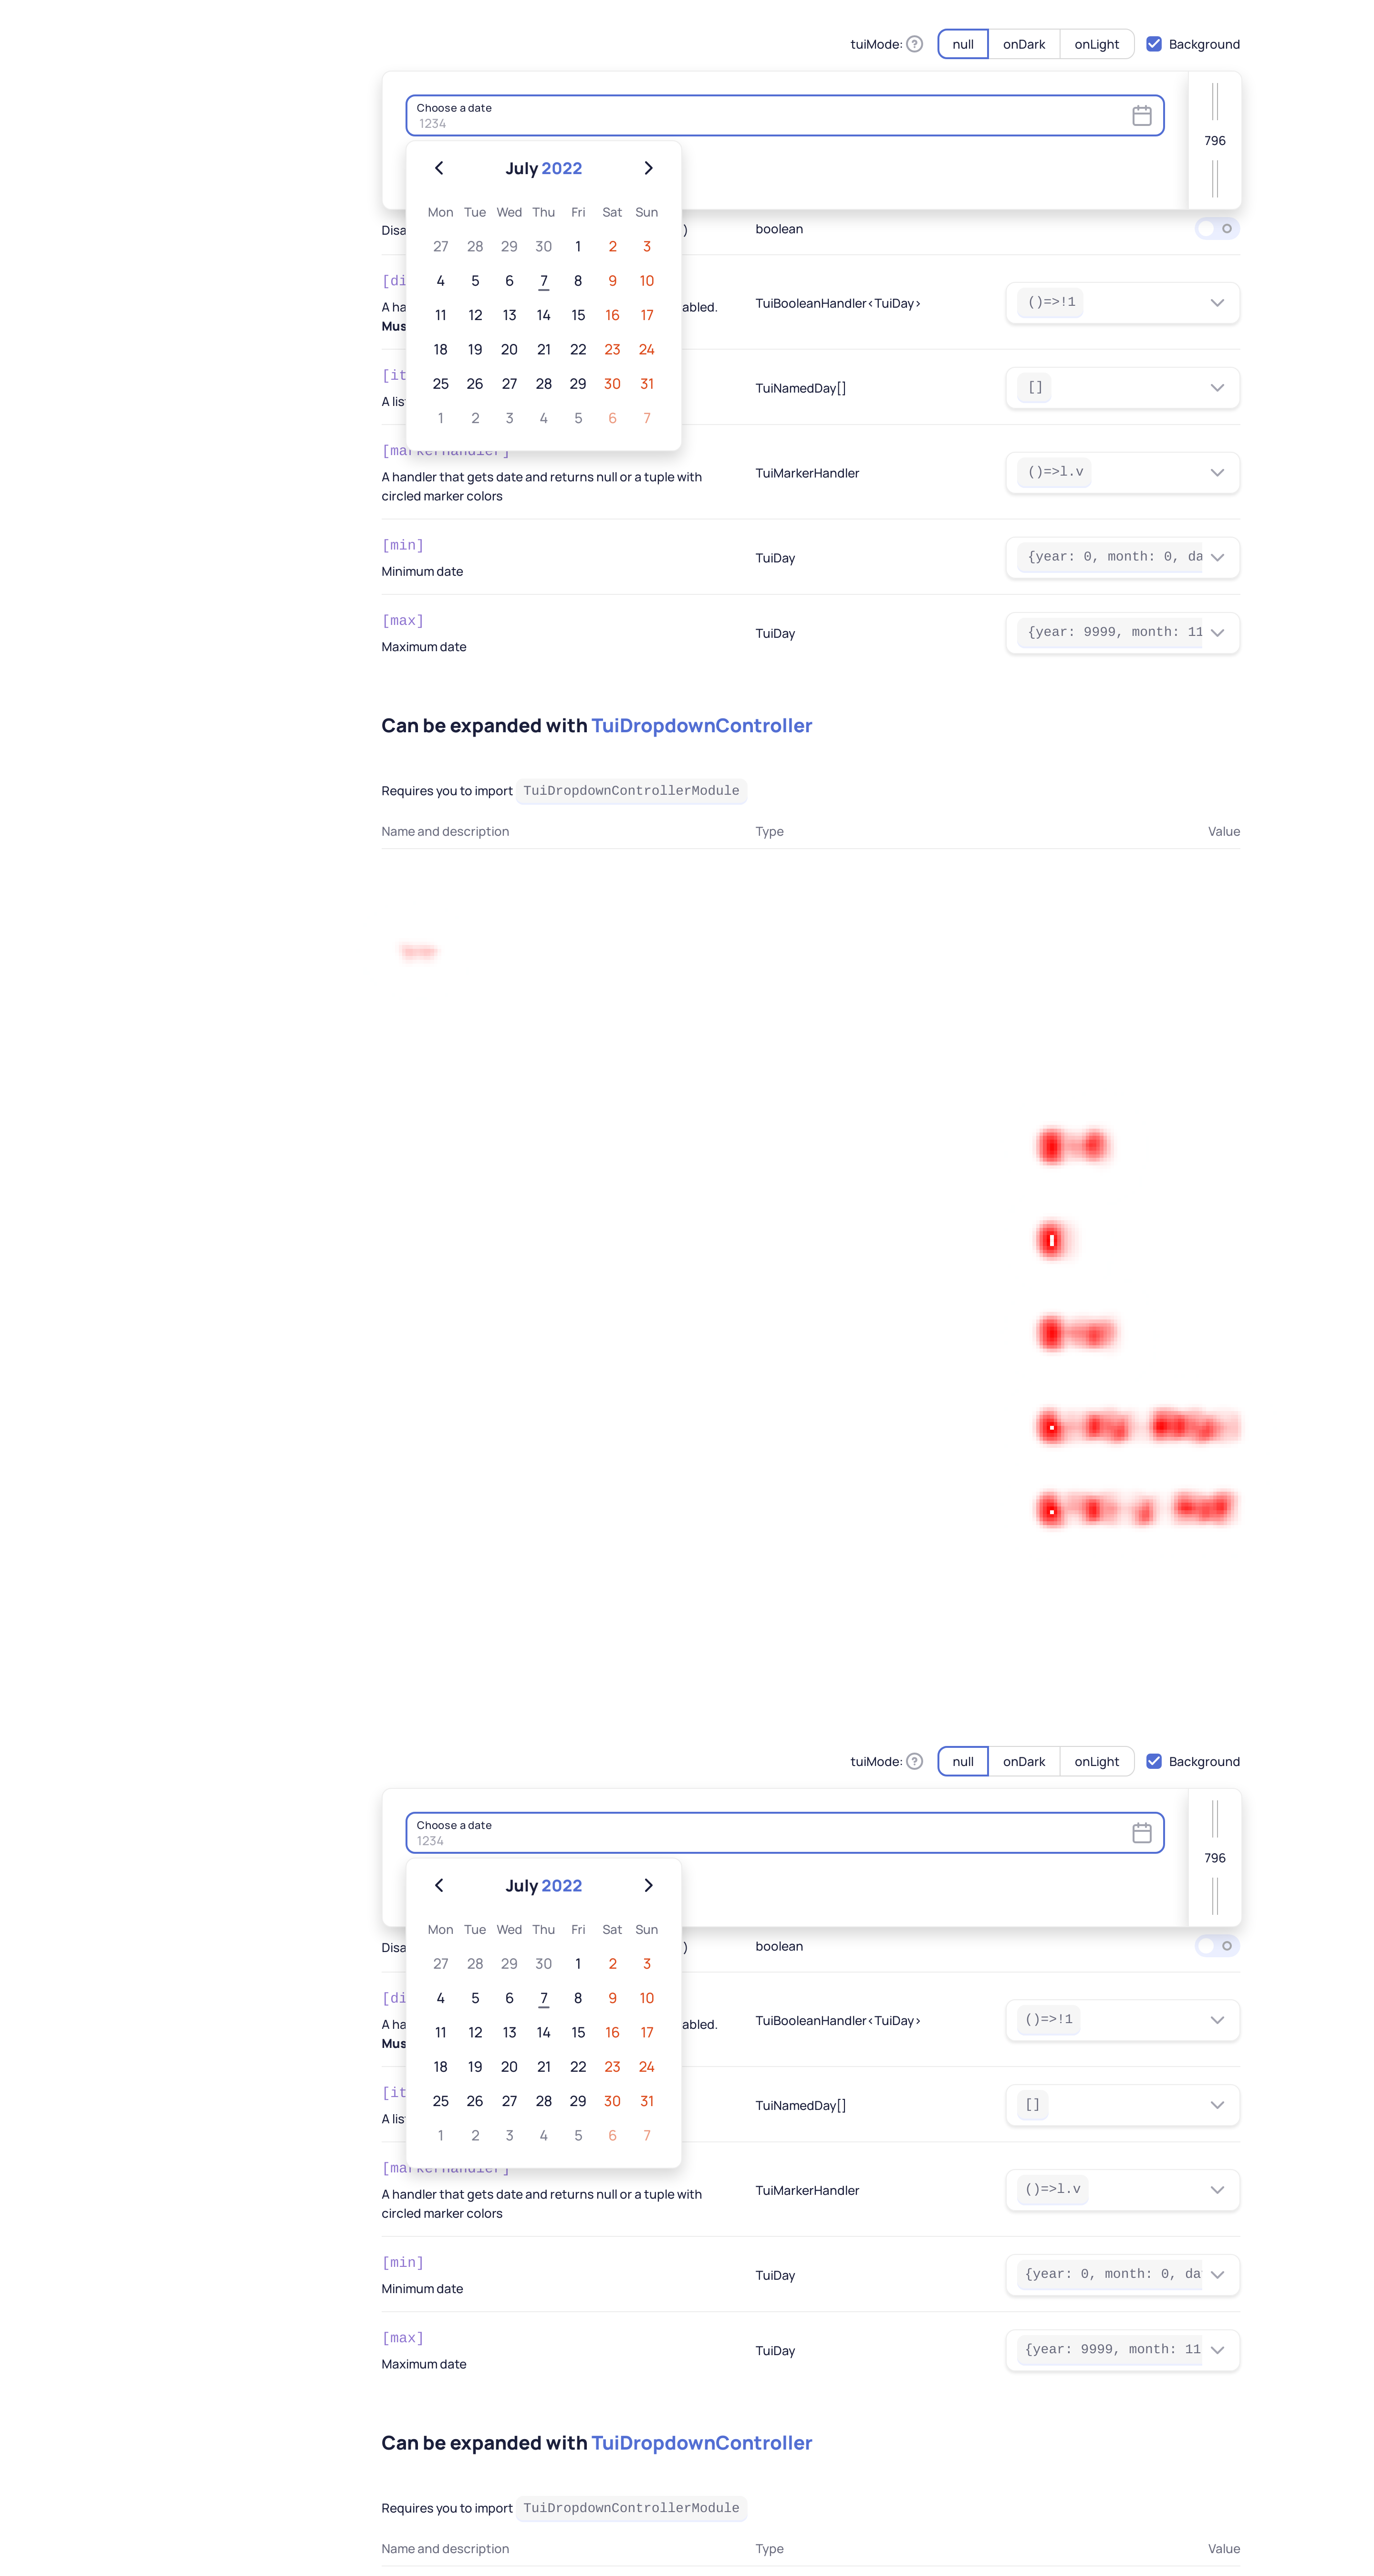 tuiMode: ? null onDark onLight Background
Choose a date
1234
796
July 2022
Mon Tue Wed Thu Fri Sat Sun
27 28 29 30 1 2 3
4 5 6 7 8 9 10
11 12 13 14 15 16 17
18 19 20 21 22 23 24
25 26 27 28 29 30 31
1 2 3 4 5 6 7
Disa ) boolean
[di
A ha abled. TuiBooleanHandler<TuiDay> ()=>!1
Mus
[it
A lis TuiNamedDay[] []
[markerHandler]
A handler that gets date and returns null or a tuple with TuiMarkerHandler ()=>l.v
circled marker colors
[min]
Minimum date TuiDay {year: 0, month: 0, da
[max]
Maximum date TuiDay {year: 9999, month: 11
Can be expanded with TuiDropdownController
Requires you to import TuiDropdownControllerModule
Name and description Type Value
tuiMode: ? null onDark onLight Background
Choose a date
1234
796
July 2022
Mon Tue Wed Thu Fri Sat Sun
27 28 29 30 1 2 3
4 5 6 7 8 9 10
11 12 13 14 15 16 17
18 19 20 21 22 23 24
25 26 27 28 29 30 31
1 2 3 4 5 6 7
Disa ) boolean
[di
A ha abled. TuiBooleanHandler<TuiDay> ()=>!1
Mus
[it
A lis TuiNamedDay[] []
[markerHandler]
A handler that gets date and returns null or a tuple with TuiMarkerHandler ()=>l.v
circled marker colors
[min]
Minimum date TuiDay {year: 0, month: 0, da
[max]
Maximum date TuiDay {year: 9999, month: 11
Can be expanded with TuiDropdownController
Requires you to import TuiDropdownControllerModule
Name and description Type Value